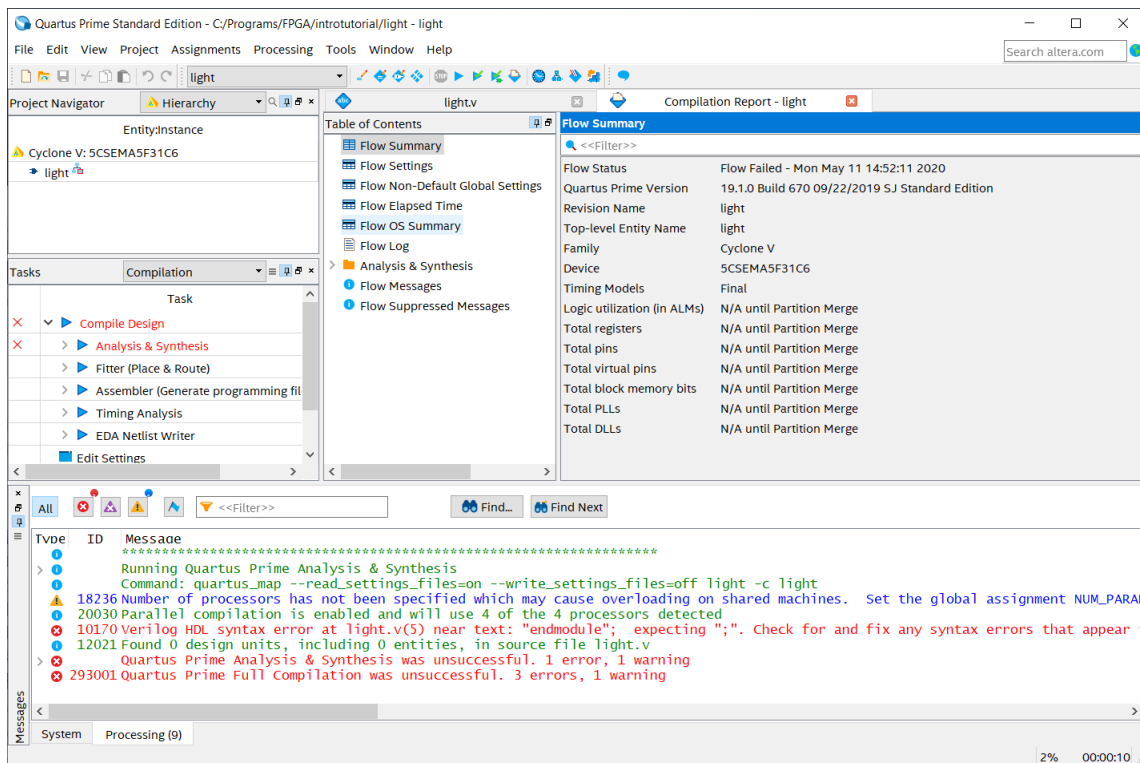 Quartus Prime Standard Edition - C:/Programs/FPGA/introtutorial/light - light
File Edit View Project Assignments Processing Tools Window Help
Search altera.com
light
Project Navigator
Hierarchy
Entity:Instance
Cyclone V: 5CSEMA5F31C6
light
Tasks
Compilation
Task
Compile Design
Analysis & Synthesis
Fitter (Place & Route)
Assembler (Generate programming fil
Timing Analysis
EDA Netlist Writer
Edit Settings
light.v
Compilation Report - light
Table of Contents
Flow Summary
Flow Settings
Flow Non-Default Global Settings
Flow Elapsed Time
Flow OS Summary
Flow Log
Analysis & Synthesis
Flow Messages
Flow Suppressed Messages
Flow Summary
<<Filter>>
Flow Status Flow Failed - Mon May 11 14:52:11 2020
Quartus Prime Version 19.1.0 Build 670 09/22/2019 SJ Standard Edition
Revision Name light
Top-level Entity Name light
Family Cyclone V
Device 5CSEMA5F31C6
Timing Models Final
Logic utilization (in ALMs) N/A until Partition Merge
Total registers N/A until Partition Merge
Total pins N/A until Partition Merge
Total virtual pins N/A until Partition Merge
Total block memory bits N/A until Partition Merge
Total PLLs N/A until Partition Merge
Total DLLs N/A until Partition Merge
All <<Filter>> Find... Find Next
Type ID Message
*******************************************************************
Running Quartus Prime Analysis & Synthesis
Command: quartus_map --read_settings_files=on --write_settings_files=off light -c light
18236 Number of processors has not been specified which may cause overloading on shared machines. Set the global assignment NUM_PARA
20030 Parallel compilation is enabled and will use 4 of the 4 processors detected
10170 Verilog HDL syntax error at light.v(5) near text: "endmodule"; expecting ";". Check for and fix any syntax errors that appear
12021 Found 0 design units, including 0 entities, in source file light.v
Quartus Prime Analysis & Synthesis was unsuccessful. 1 error, 1 warning
293001 Quartus Prime Full Compilation was unsuccessful. 3 errors, 1 warning
Messages
System Processing (9)
2% 00:00:10